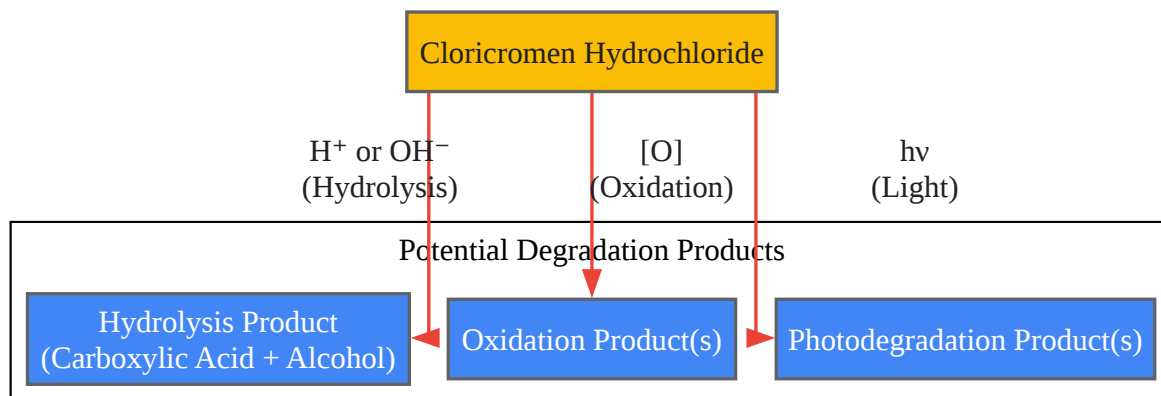 Cloricromen Hydrochloride
H⁺ or OH⁻
(Hydrolysis)
[O]
(Oxidation)
hν
(Light)
Potential Degradation Products
Hydrolysis Product
(Carboxylic Acid + Alcohol)
Oxidation Product(s)
Photodegradation Product(s)